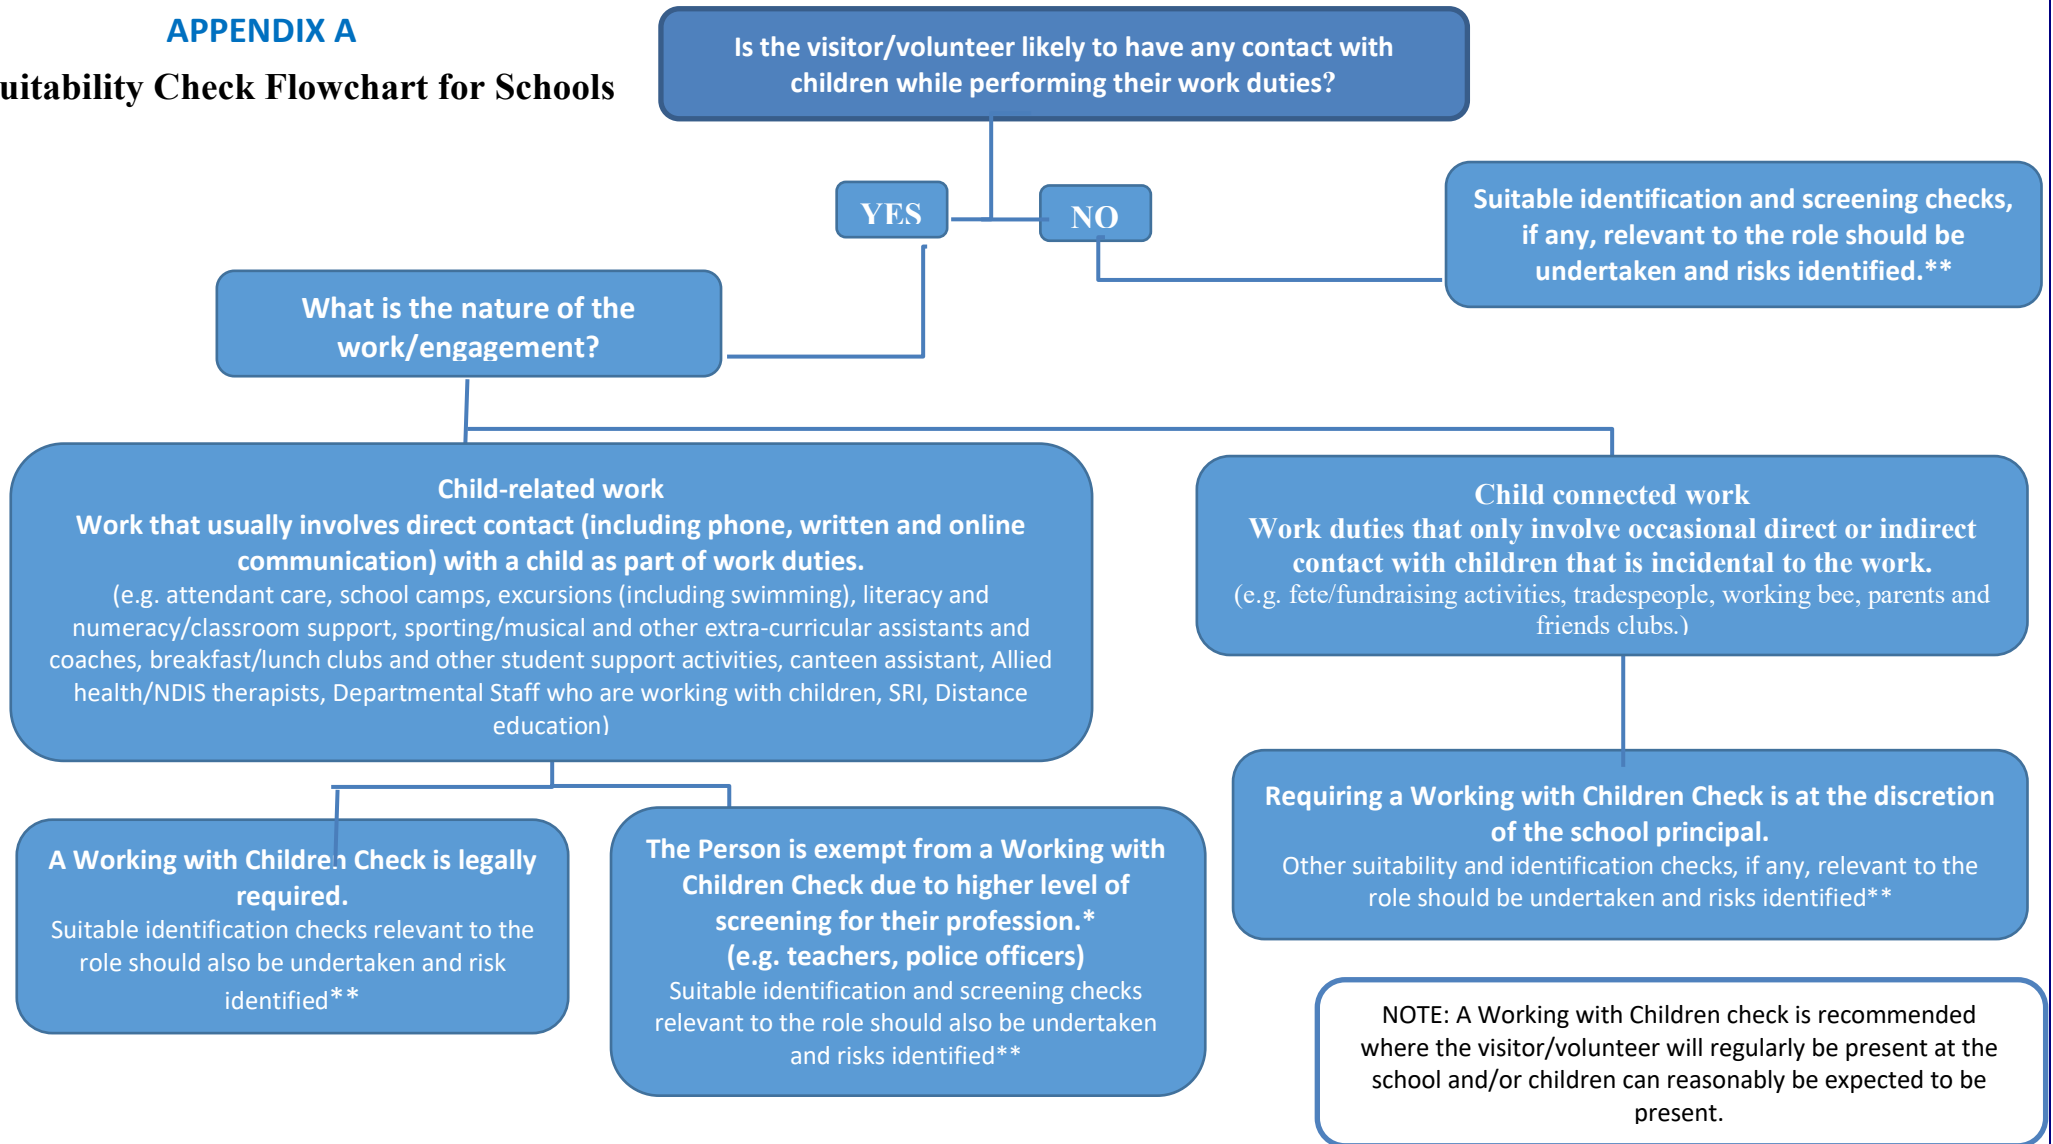 APPENDIX A
uitability Check Flowchart for Schools
Is the visitor/volunteer likely to have any contact with
children while performing their work duties?
YES
NO
Suitable identification and screening checks,
if any, relevant to the role should be
undertaken and risks identified.**
What is the nature of the
work/engagement?
Child-related work
Work that usually involves direct contact (including phone, written and online
communication) with a child as part of work duties.
(e.g. attendant care, school camps, excursions (including swimming), literacy and
numeracy/classroom support, sporting/musical and other extra-curricular assistants and
coaches, breakfast/lunch clubs and other student support activities, canteen assistant, Allied
health/NDIS therapists, Departmental Staff who are working with children, SRI, Distance
education)
Child connected work
Work duties that only involve occasional direct or indirect
contact with children that is incidental to the work.
(e.g. fete/fundraising activities, tradespeople, working bee, parents and
friends clubs.)
A Working with Children Check is legally
required.
Suitable identification checks relevant to the
role should also be undertaken and risk
identified**
The Person is exempt from a Working with
Children Check due to higher level of
screening for their profession.*
(e.g. teachers, police officers)
Suitable identification and screening checks
relevant to the role should also be undertaken
and risks identified**
Requiring a Working with Children Check is at the discretion
of the school principal.
Other suitability and identification checks, if any, relevant to the
role should be undertaken and risks identified**
NOTE: A Working with Children check is recommended
where the visitor/volunteer will regularly be present at the
school and/or children can reasonably be expected to be
present.